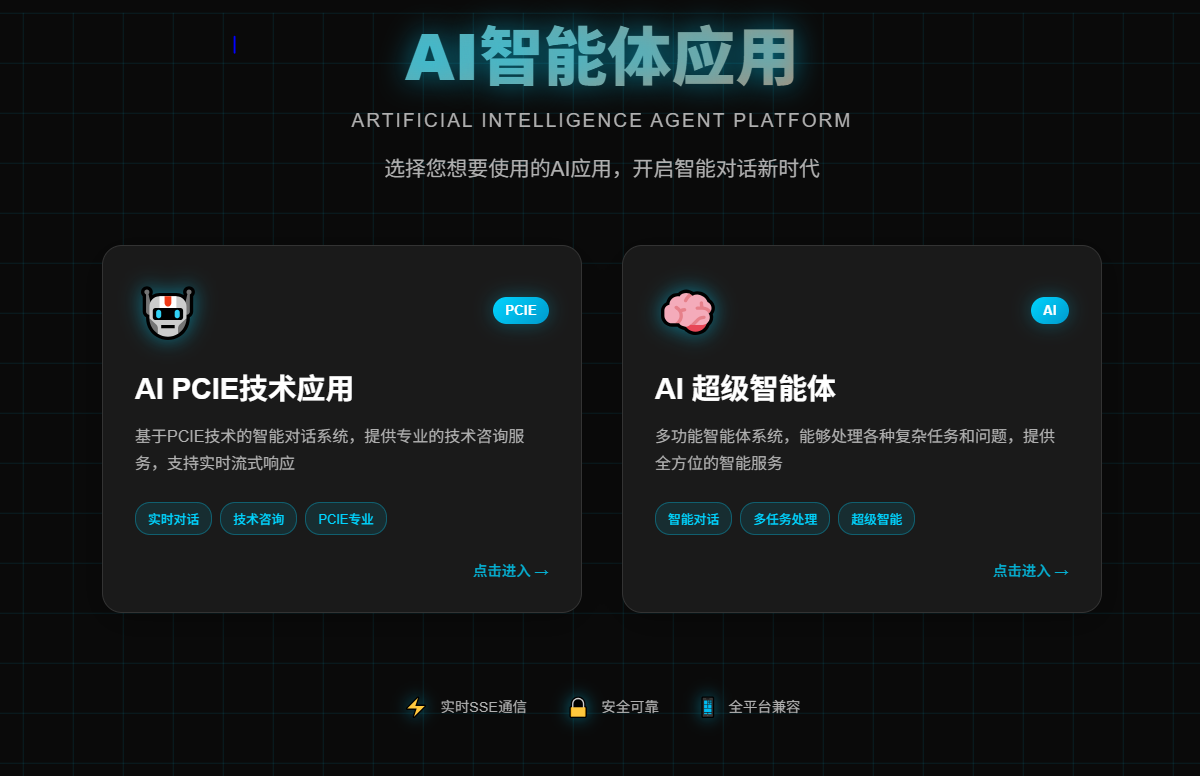 AI智能体应用
ARTIFICIAL INTELLIGENCE AGENT PLATFORM
选择您想要使用的AI应用，开启智能对话新时代
PCIE
AI PCIE技术应用
基于PCIE技术的智能对话系统，提供专业的技术咨询服
务，支持实时流式响应
实时对话 技术咨询 PCIE专业
点击进入 →
AI
AI 超级智能体
多功能智能体系统，能够处理各种复杂任务和问题，提供
全方位的智能服务
智能对话 多任务处理 超级智能
点击进入 →
实时SSE通信 安全可靠 全平台兼容